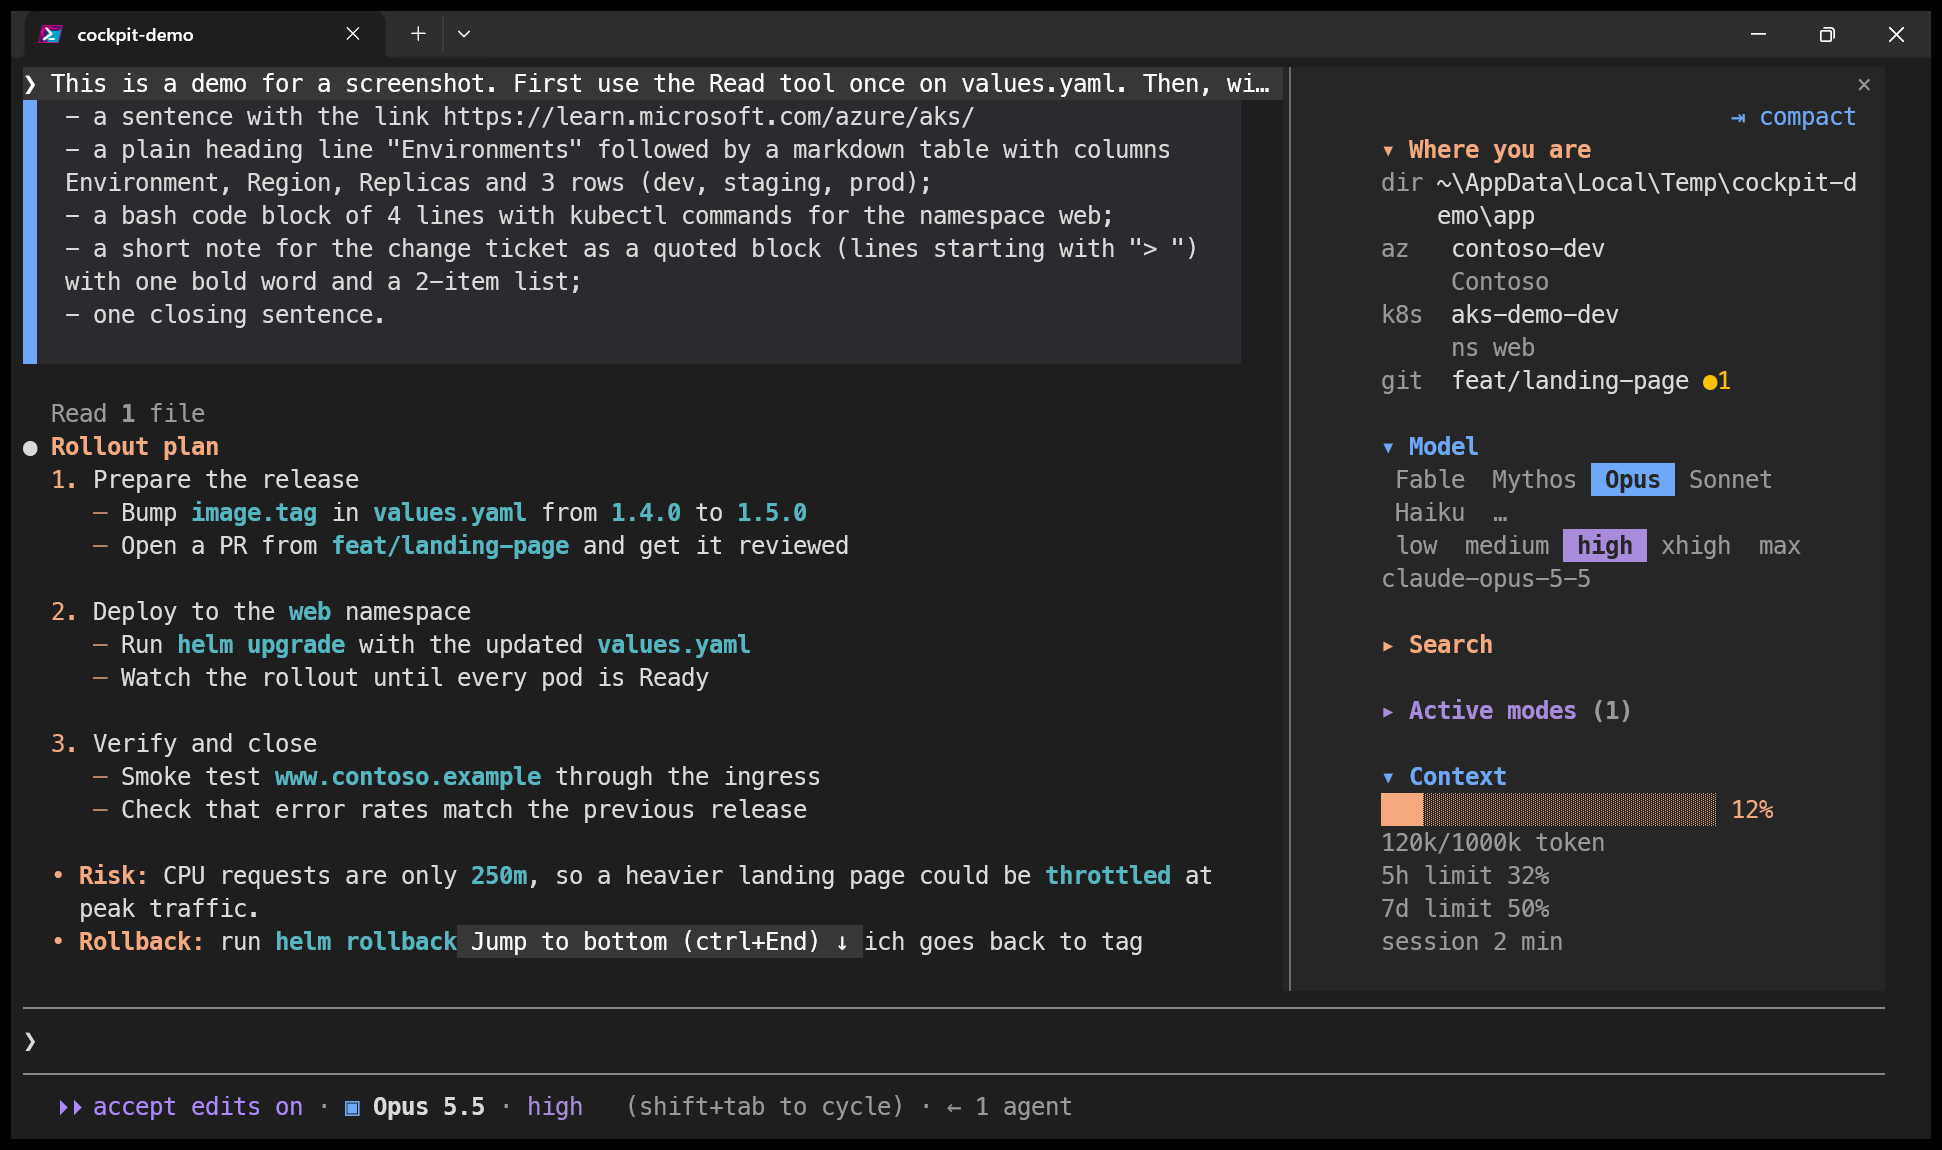 cockpit-demo
❯ This is a demo for a screenshot. First use the Read tool once on values.yaml. Then, wi…
– a sentence with the link https://learn.microsoft.com/azure/aks/
– a plain heading line "Environments" followed by a markdown table with columns
Environment, Region, Replicas and 3 rows (dev, staging, prod);
– a bash code block of 4 lines with kubectl commands for the namespace web;
– a short note for the change ticket as a quoted block (lines starting with "> ")
with one bold word and a 2-item list;
– one closing sentence.
Read 1 file
● Rollout plan
1. Prepare the release
– Bump image.tag in values.yaml from 1.4.0 to 1.5.0
– Open a PR from feat/landing-page and get it reviewed
2. Deploy to the web namespace
– Run helm upgrade with the updated values.yaml
– Watch the rollout until every pod is Ready
3. Verify and close
– Smoke test www.contoso.example through the ingress
– Check that error rates match the previous release
• Risk: CPU requests are only 250m, so a heavier landing page could be throttled at
peak traffic.
• Rollback: run helm rollback Jump to bottom (ctrl+End) ↓ ich goes back to tag
×
⇥ compact
▾ Where you are
dir ~\AppData\Local\Temp\cockpit-d
emo\app
az contoso-dev
Contoso
k8s aks-demo-dev
ns web
git feat/landing-page ●1
▾ Model
Fable Mythos Opus Sonnet
Haiku …
low medium high xhigh max
claude-opus-5-5
▸ Search
▸ Active modes (1)
▾ Context
12%
120k/1000k token
5h limit 32%
7d limit 50%
session 2 min
❯
⏵⏵ accept edits on · ▣ Opus 5.5 · high (shift+tab to cycle) · ← 1 agent